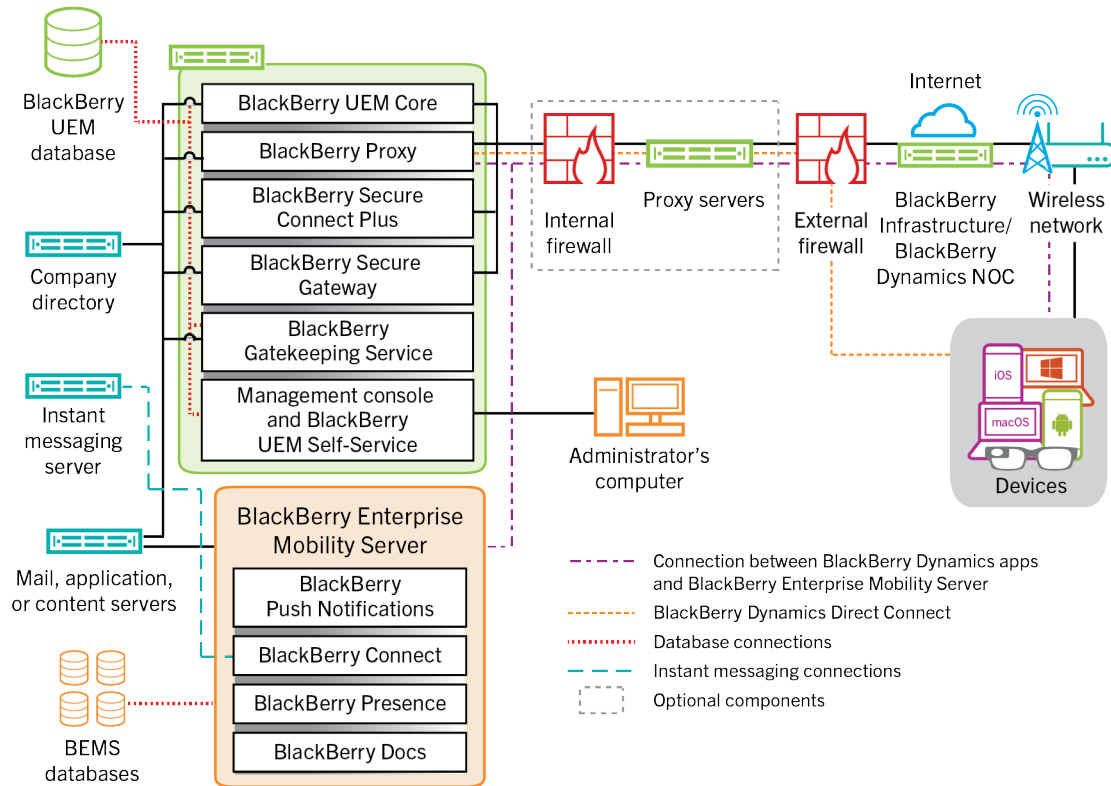 BlackBerry
UEM
database
Company
directory
Instant
messaging
server
Mail, application,
or content servers
BEMS
databases
BlackBerry UEM Core
BlackBerry Proxy
BlackBerry Secure
Connect Plus
BlackBerry Secure
Gateway
BlackBerry
Gatekeeping Service
Management console
and BlackBerry
UEM Self-Service
BlackBerry Enterprise
Mobility Server
BlackBerry
Push Notifications
BlackBerry Connect
BlackBerry Presence
BlackBerry Docs
Internal
firewall
Proxy servers
External
firewall
Internet
BlackBerry
Infrastructure/
BlackBerry
Dynamics NOC
Wireless
network
iOS
macOS
Devices
Administrator's
computer
Connection between BlackBerry Dynamics apps
and BlackBerry Enterprise Mobility Server
BlackBerry Dynamics Direct Connect
Database connections
Instant messaging connections
Optional components